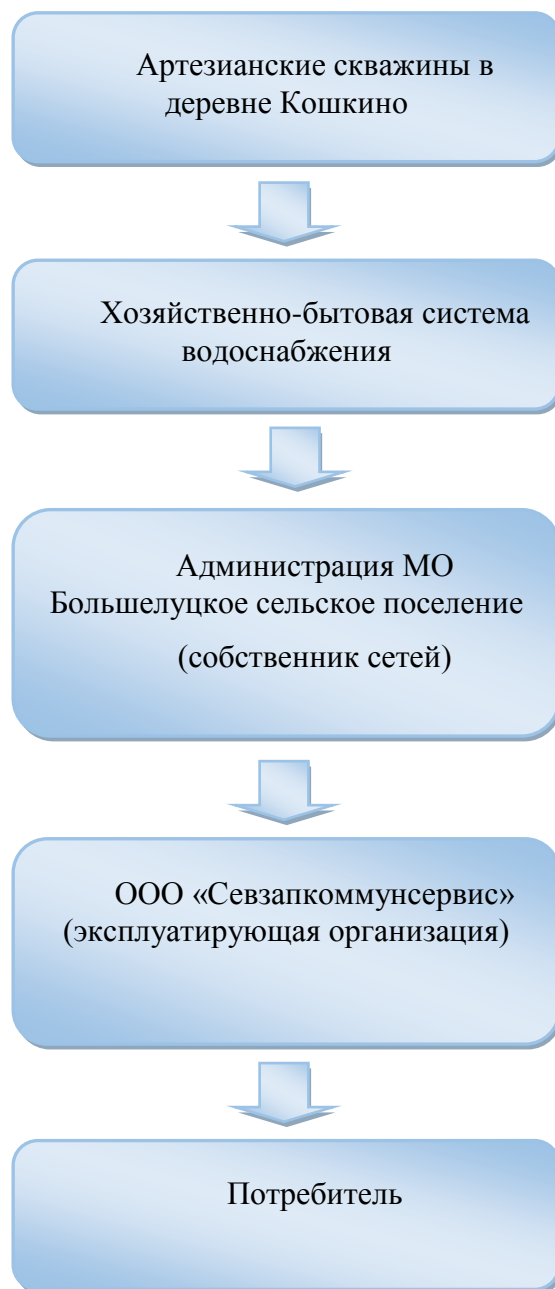 Артезианские скважины в
деревне Кошкино
Хозяйственно-бытовая система
водоснабжения
Администрация МО
Большелуцкое сельское поселение
(собственник сетей)
ООО «Севзапкоммунсервис»
(эксплуатирующая организация)
Потребитель